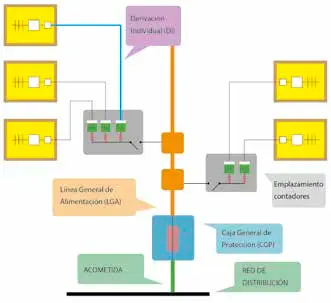 Derivación
Individual (DI)
Emplazamiento
contadores
Línea General de
Alimentación (LGA)
Caja General de
Protección (CGP)
ACOMETIDA
RED DE
DISTRIBUCIÓN